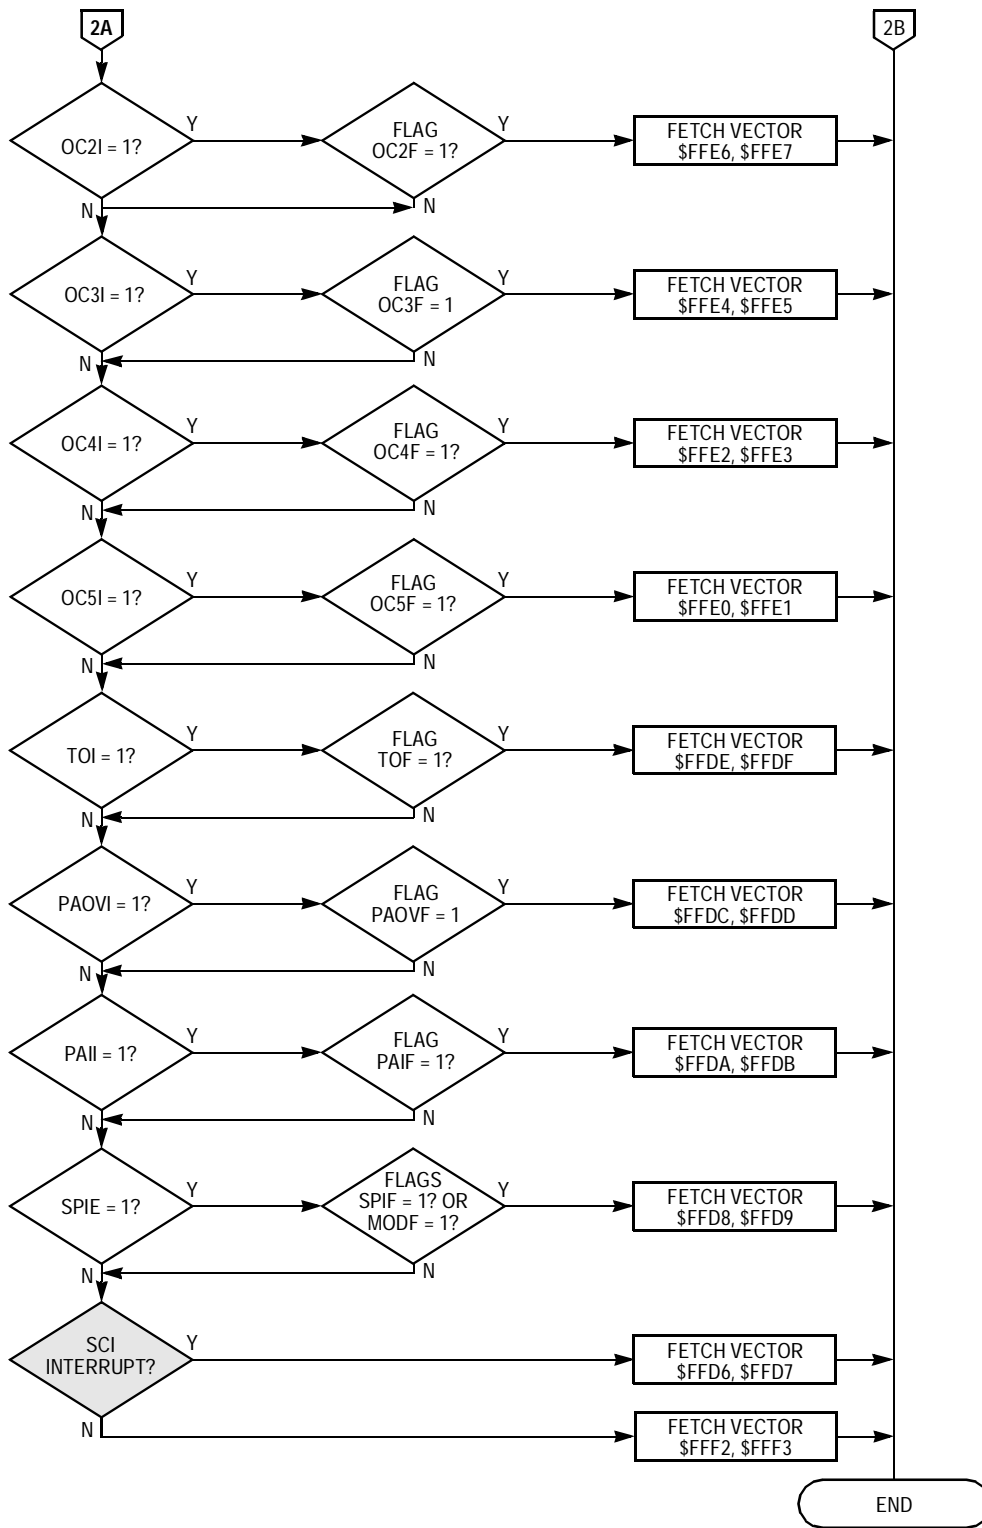 2A
2B
OC2I = 1?
Y
FLAG
OC2F = 1?
Y
FETCH VECTOR
$FFE6, $FFE7
N
N
OC3I = 1?
Y
FLAG
OC3F = 1
Y
FETCH VECTOR
$FFE4, $FFE5
N
N
OC4I = 1?
Y
FLAG
OC4F = 1?
Y
FETCH VECTOR
$FFE2, $FFE3
N
N
OC5I = 1?
Y
FLAG
OC5F = 1?
Y
FETCH VECTOR
$FFE0, $FFE1
N
N
TOI = 1?
Y
FLAG
TOF = 1?
Y
FETCH VECTOR
$FFDE, $FFDF
N
N
PAOVI = 1?
Y
FLAG
PAOVF = 1
Y
FETCH VECTOR
$FFDC, $FFDD
N
N
PAII = 1?
Y
FLAG
PAIF = 1?
Y
FETCH VECTOR
$FFDA, $FFDB
N
N
SPIE = 1?
Y
FLAGS
SPIF = 1? OR
MODF = 1?
Y
FETCH VECTOR
$FFD8, $FFD9
N
N
SCI
INTERRUPT?
Y
FETCH VECTOR
$FFD6, $FFD7
N
FETCH VECTOR
$FFF2, $FFF3
END